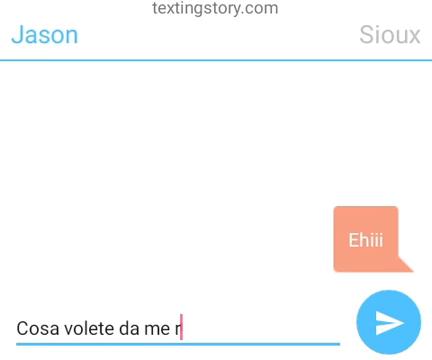 textingstory.com
Jason
Sioux
Ehiii
Cosa volete da me r